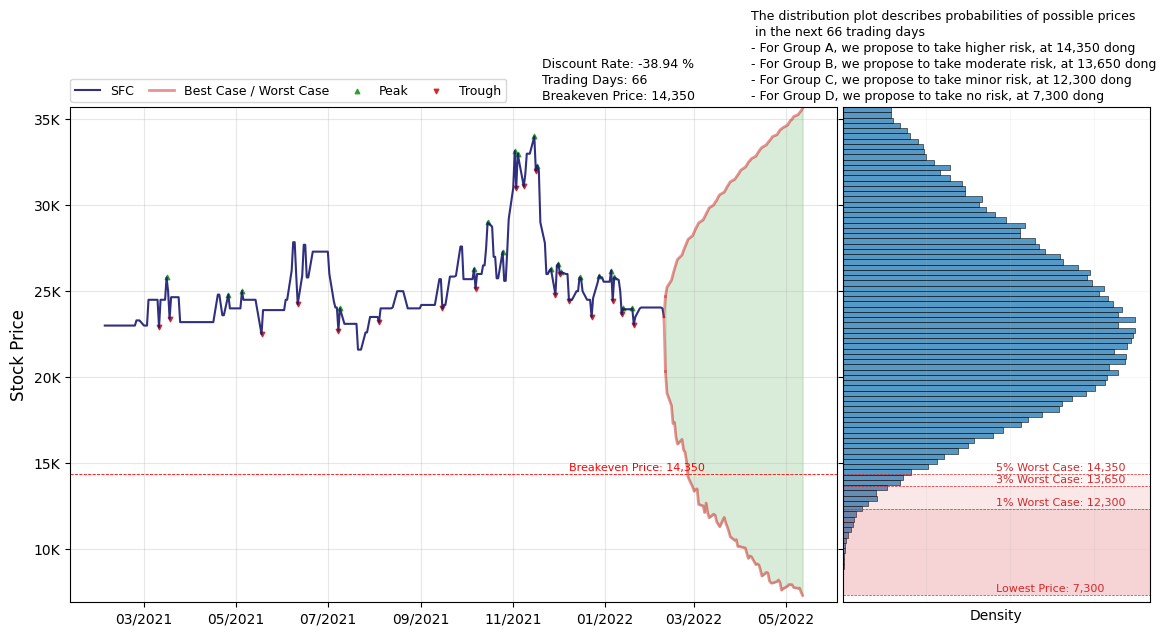 The distribution plot describes probabilities of possible prices
in the next 66 trading days
- For Group A, we propose to take higher risk, at 14,350 dong
- For Group B, we propose to take moderate risk, at 13,650 dong
- For Group C, we propose to take minor risk, at 12,300 dong
- For Group D, we propose to take no risk, at 7,300 dong
Discount Rate: -38.94 %
Trading Days: 66
Breakeven Price: 14,350
SFC Best Case / Worst Case Peak Trough
35K
30K
25K
20K
15K
10K
Stock Price
Breakeven Price: 14,350
5% Worst Case: 14,350
3% Worst Case: 13,650
1% Worst Case: 12,300
Lowest Price: 7,300
03/2021 05/2021 07/2021 09/2021 11/2021 01/2022 03/2022 05/2022
Density